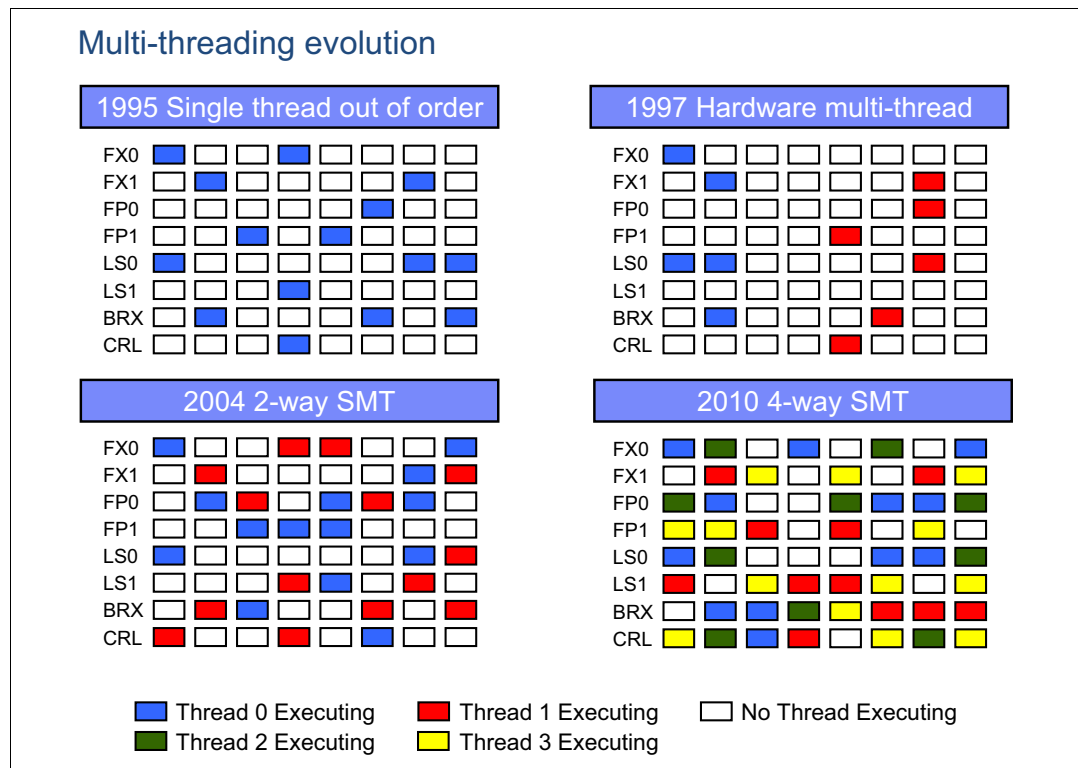 Multi-threading evolution
1995 Single thread out of order
FX0
FX1
FP0
FP1
LS0
LS1
BRX
CRL
1997 Hardware multi-thread
FX0
FX1
FP0
FP1
LS0
LS1
BRX
CRL
2004 2-way SMT
FX0
FX1
FP0
FP1
LS0
LS1
BRX
CRL
2010 4-way SMT
FX0
FX1
FP0
FP1
LS0
LS1
BRX
CRL
Thread 0 Executing
Thread 1 Executing
No Thread Executing
Thread 2 Executing
Thread 3 Executing